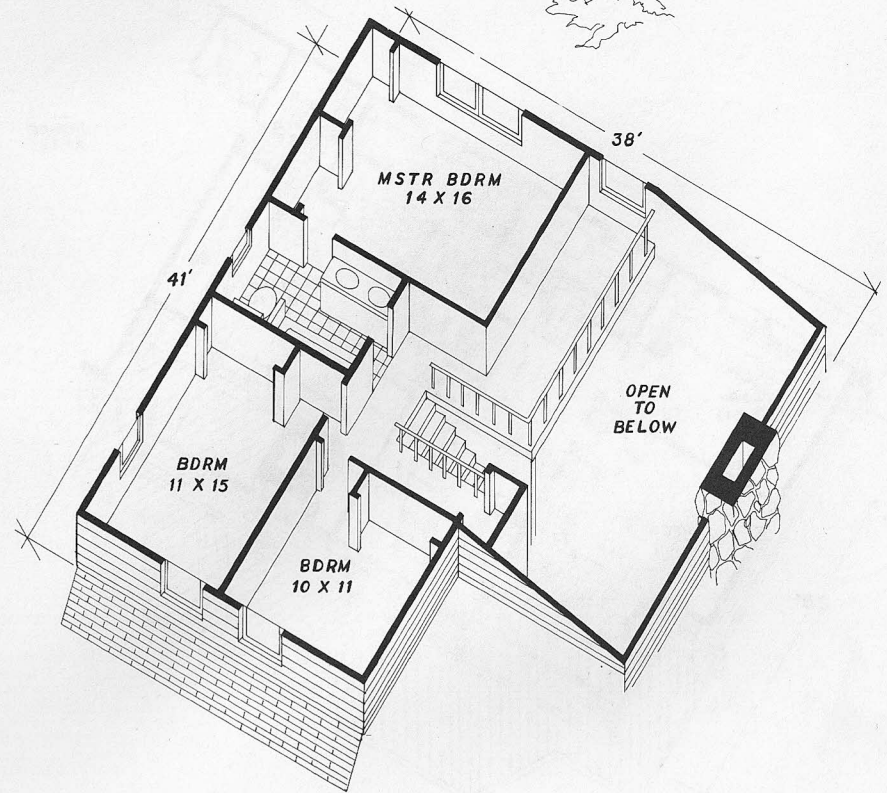 38'
MSTR BDRM
14 X 16
41'
OPEN
TO
BELOW
BDRM
11 X 15
BDRM
10 X 11